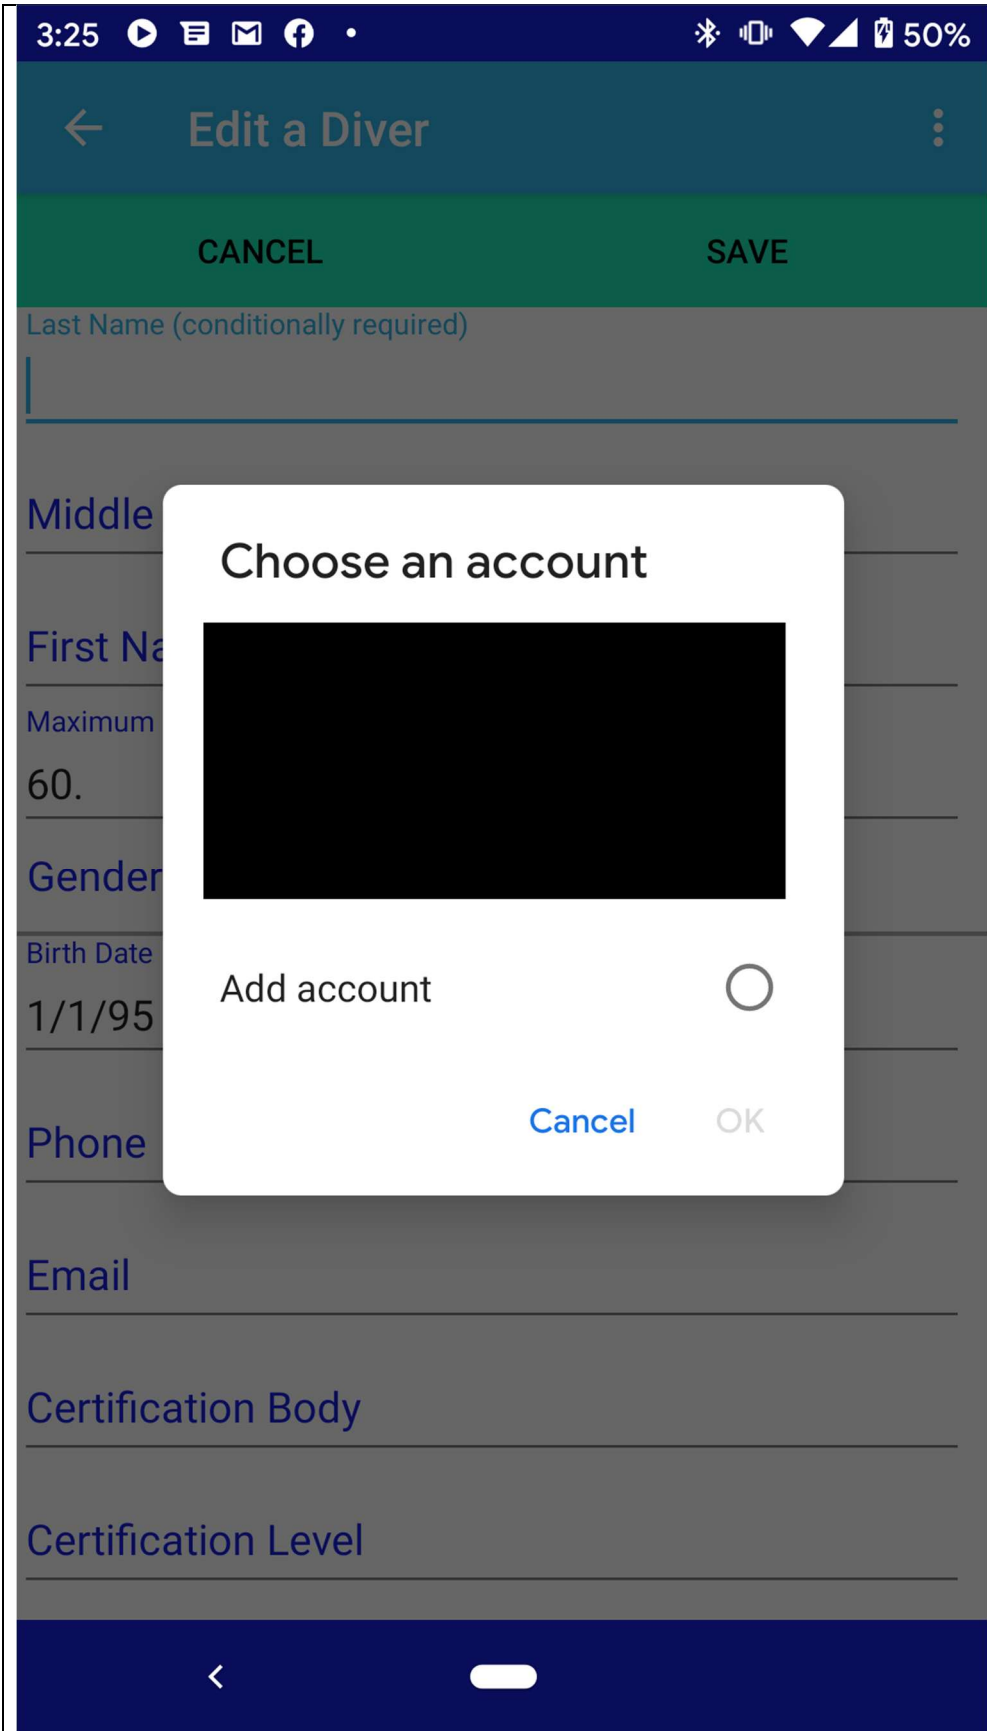 3:25 50%
Edit a Diver
CANCEL SAVE
Last Name (conditionally required)
Middle
Choose an account
First Na
Maximum
60.
Gender
Birth Date
Add account
1/1/95
Cancel OK
Phone
Email
Certification Body
Certification Level